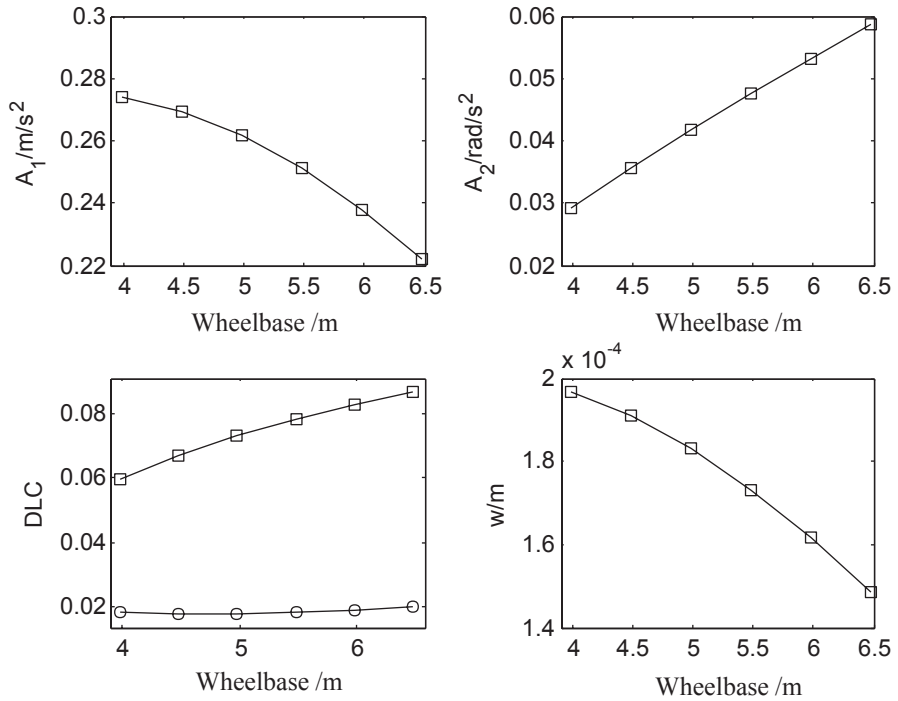 0.3
0.28
0.26
0.24
0.22
A1/m/s2
4 4.5 5 5.5 6 6.5
Wheelbase /m
0.06
0.05
0.04
0.03
0.02
A2/rad/s2
4 4.5 5 5.5 6 6.5
Wheelbase /m
0.08
0.06
0.04
0.02
DLC
4 5 6
Wheelbase /m
x 10-4
2
1.8
1.6
1.4
w/m
4 4.5 5 5.5 6 6.5
Wheelbase /m